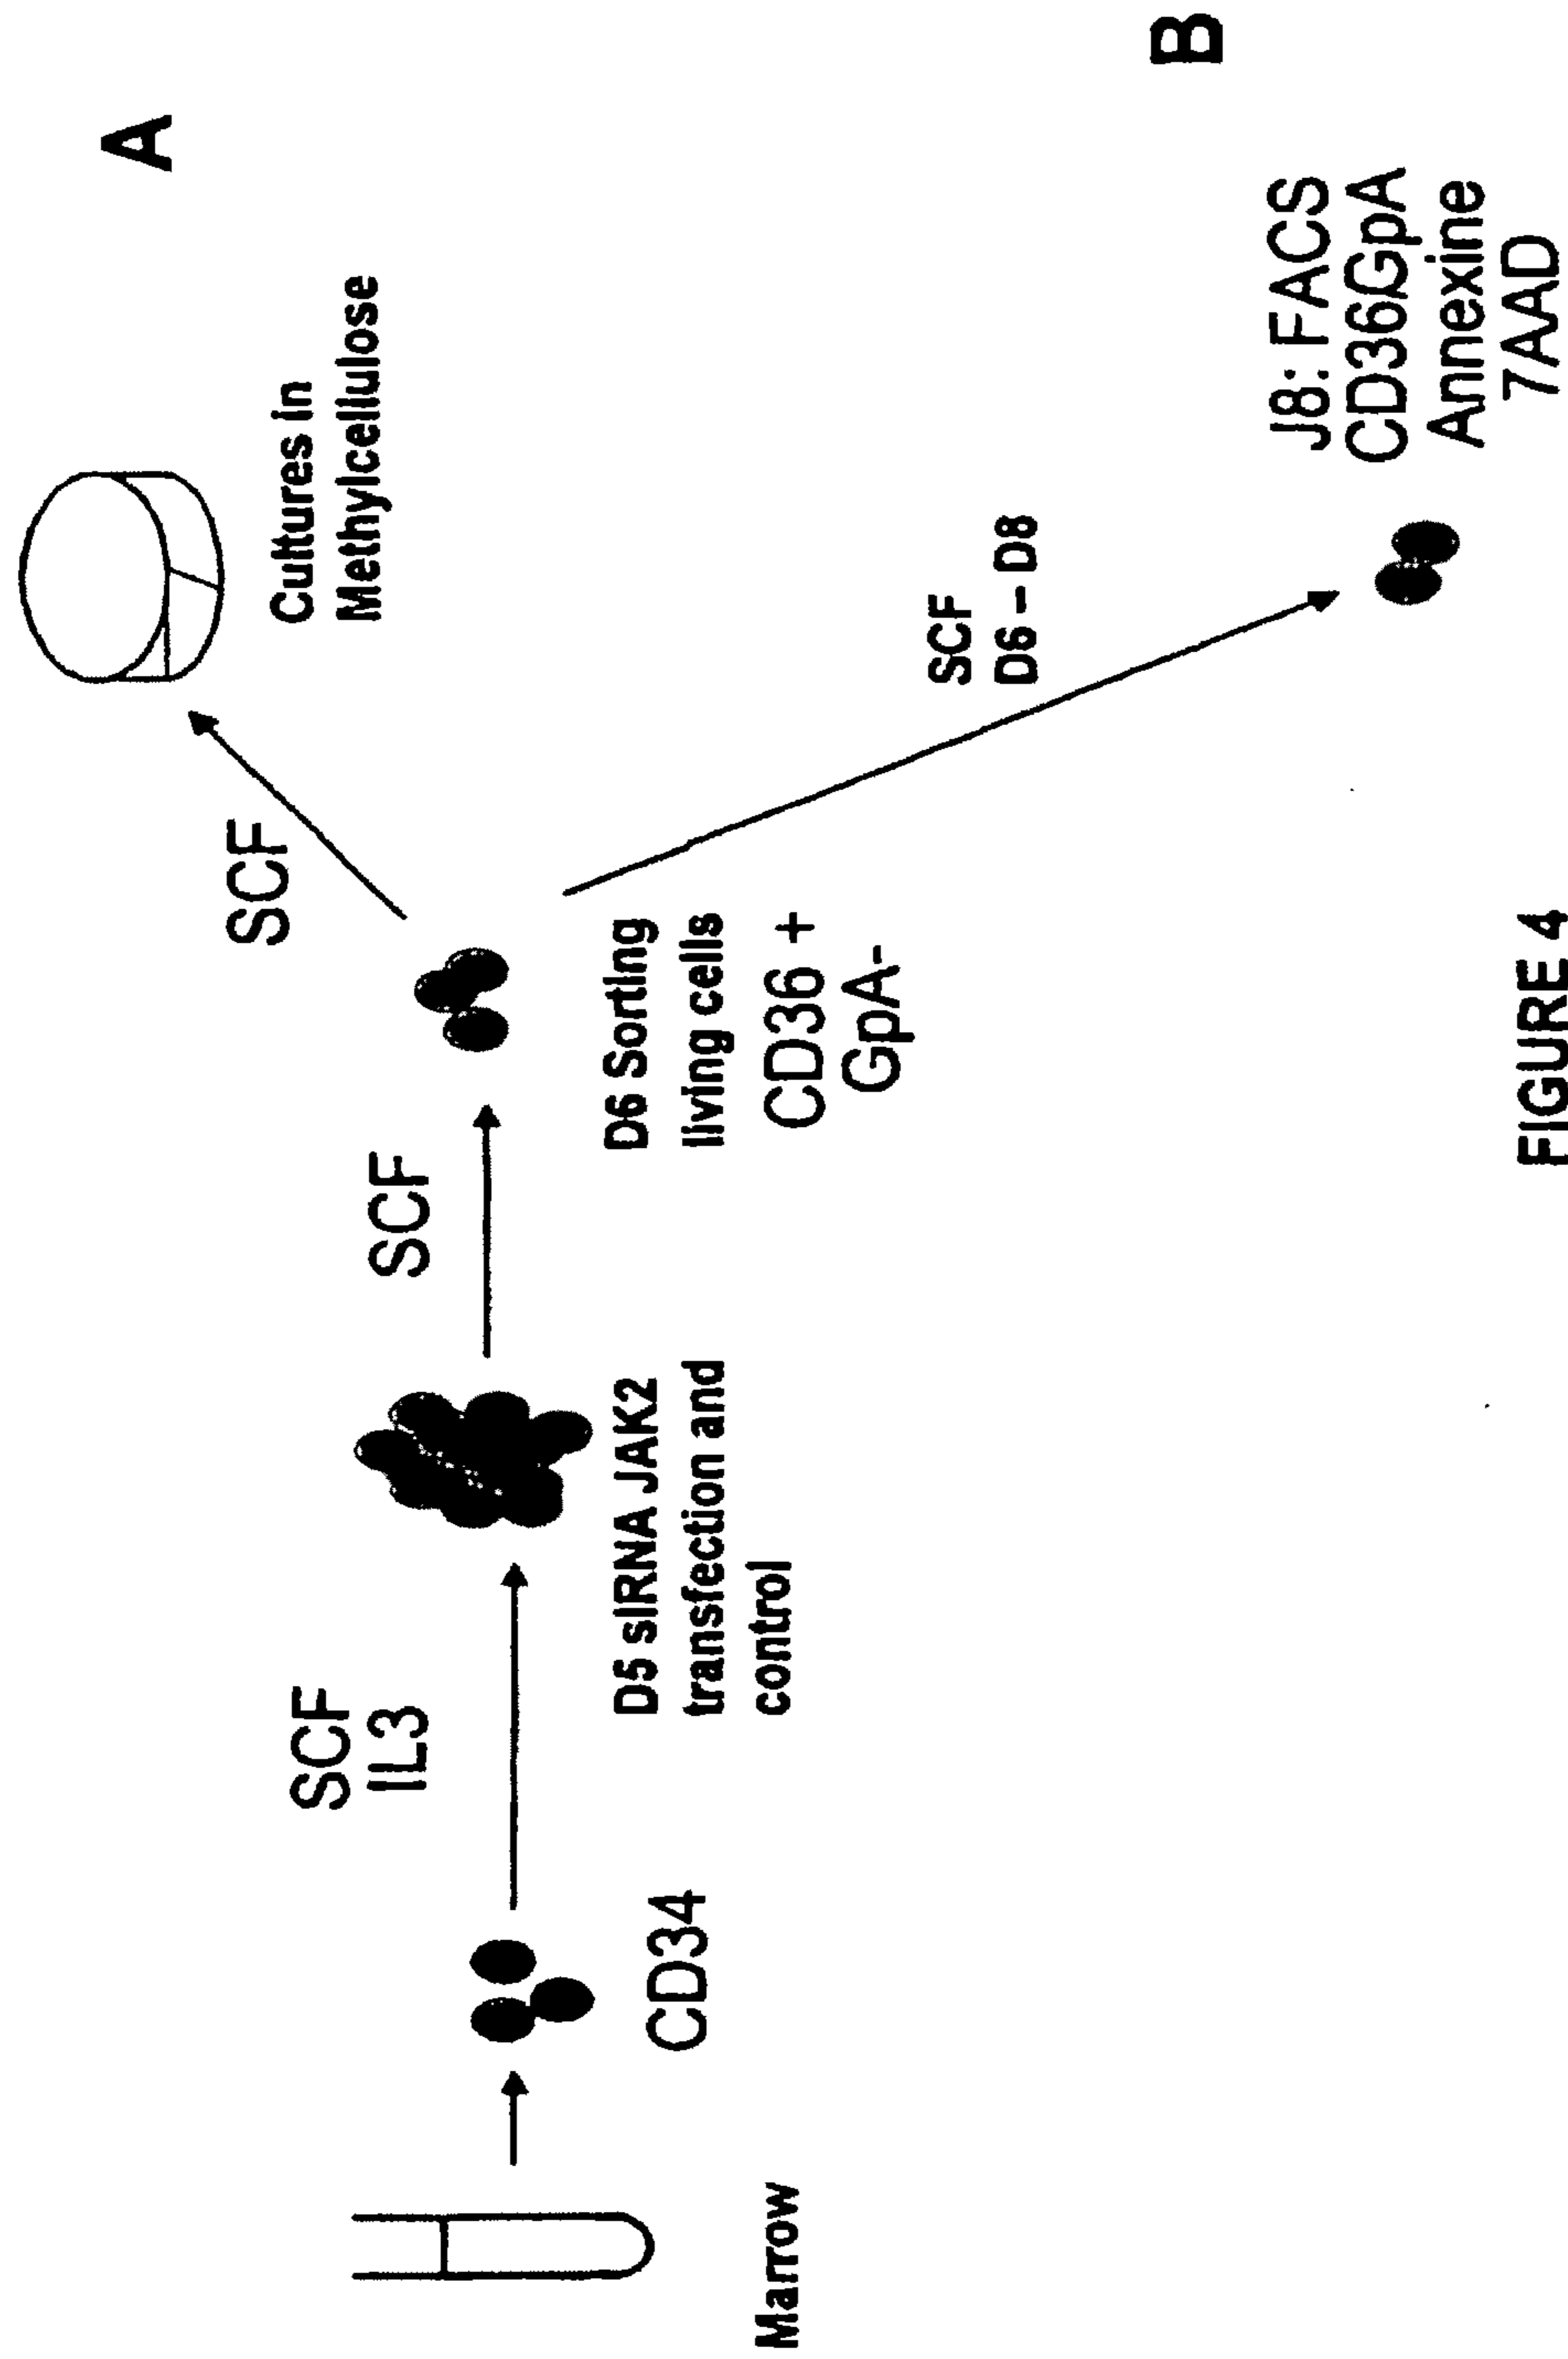 Marrow
CD34
SCF
IL3
D5 siRNA JAK2
transfection and
control
SCF
D6 Sorting
living cells
CD36 +
GpA-
SCF
Cultures in
Methylcellulose
A
SCF
D6 – D8
J8: FACS
CD36GpA
Annexine
7AAD
B
FIGURE 4